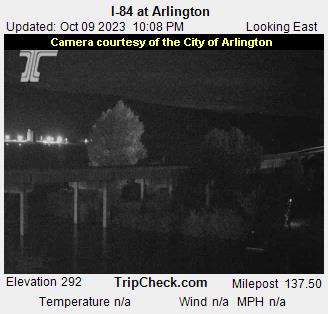 I-84 at Arlington
Updated: Oct 09 2023 10:08 PM Looking East
Camera courtesy of the City of Arlington
Elevation 292 TripCheck.com Milepost 137.50
Temperature n/a Wind n/a MPH n/a